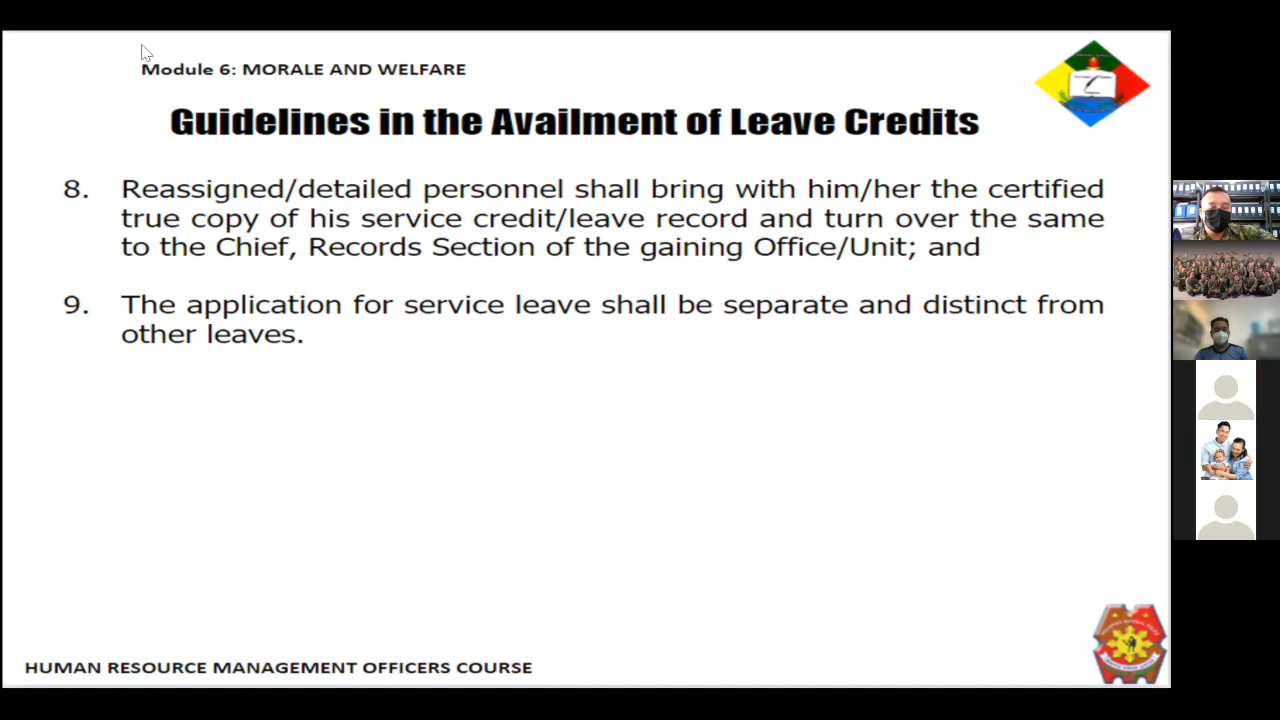 Module 6: MORALE AND WELFARE
Guidelines in the Availment of Leave Credits
8. Reassigned/detailed personnel shall bring with him/her the certified
true copy of his service credit/leave record and turn over the same
to the Chief, Records Section of the gaining Office/Unit; and
9. The application for service leave shall be separate and distinct from
other leaves.
HUMAN RESOURCE MANAGEMENT OFFICERS COURSE